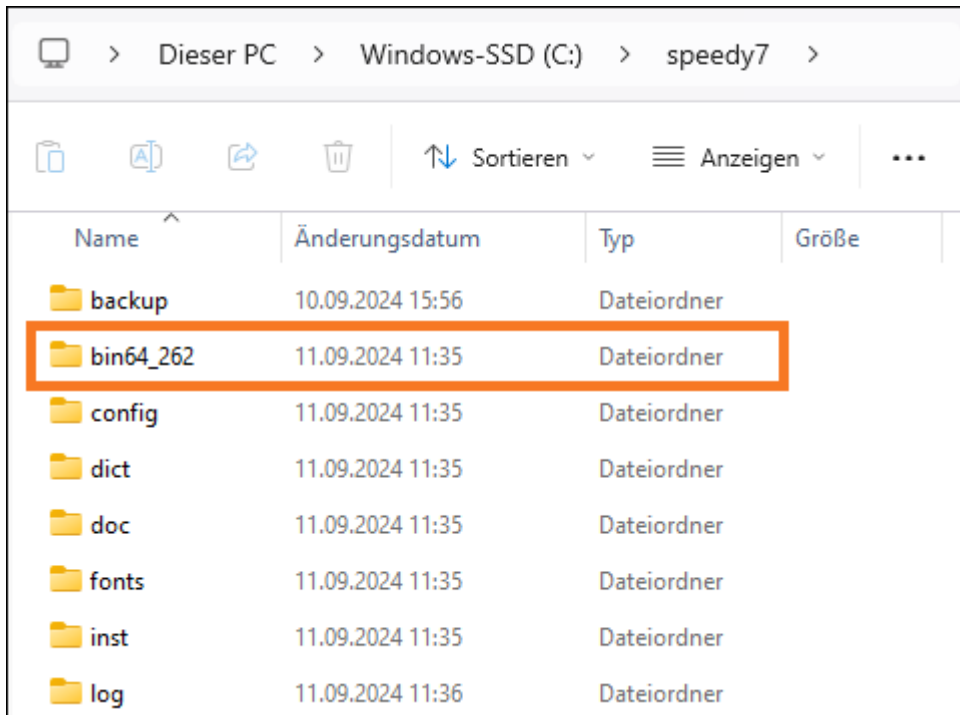 Dieser PC > Windows-SSD (C:) > speedy7 >
Sortieren Anzeigen
Name Änderungsdatum Typ Größe
backup 10.09.2024 15:56 Dateiordner
bin64_262 11.09.2024 11:35 Dateiordner
config 11.09.2024 11:35 Dateiordner
dict 11.09.2024 11:35 Dateiordner
doc 11.09.2024 11:35 Dateiordner
fonts 11.09.2024 11:35 Dateiordner
inst 11.09.2024 11:35 Dateiordner
log 11.09.2024 11:36 Dateiordner